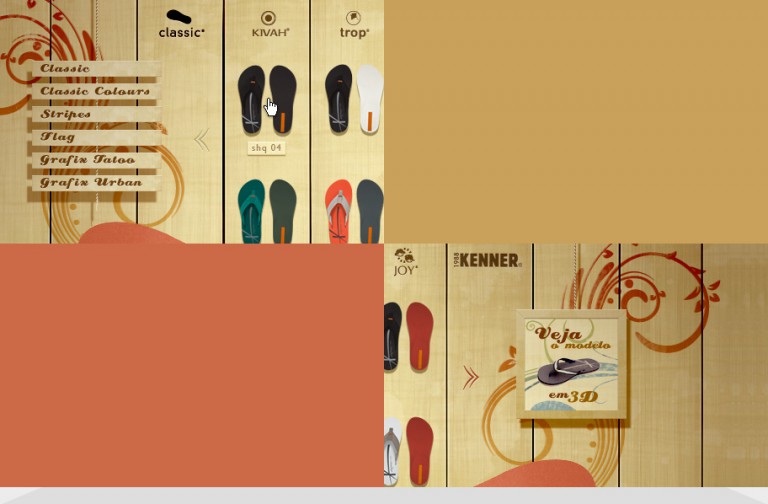 classic®
KIVAH®
trop®
Classic
Classic Colours
Stripes
Flag
Grafix Tatoo
Grafix Urban
shq 04
JOY®
1988 KENNER®
Veja
o modelo
em 3D